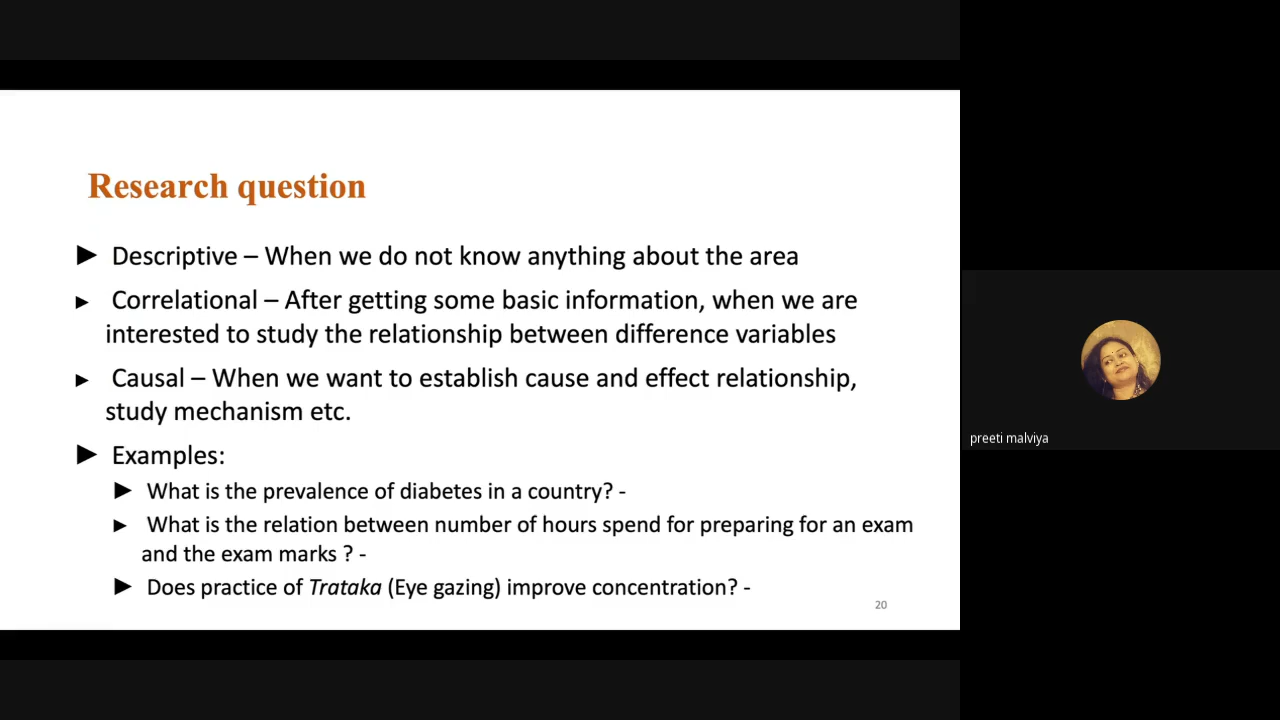 Research question
► Descriptive – When we do not know anything about the area
► Correlational – After getting some basic information, when we are
interested to study the relationship between difference variables
► Causal – When we want to establish cause and effect relationship,
study mechanism etc.
► Examples:
► What is the prevalence of diabetes in a country? -
► What is the relation between number of hours spend for preparing for an exam
and the exam marks ? -
► Does practice of Trataka (Eye gazing) improve concentration? -
20
preeti malviya